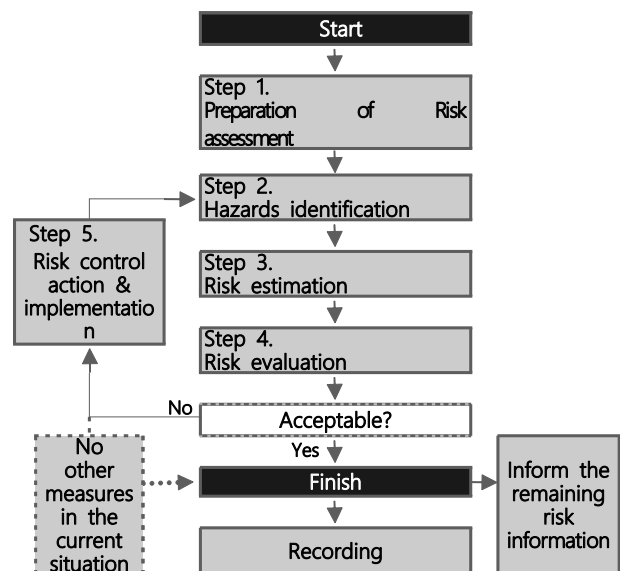 Start
Step 1.
Preparation of Risk
assessment
Step 2.
Hazards identification
Step 5.
Risk control
action &
implementatio
n
Step 3.
Risk estimation
Step 4.
Risk evaluation
No
Acceptable?
Yes
No
other
measures
in the
current
situation
Finish
Inform the
remaining
risk
information
Recording